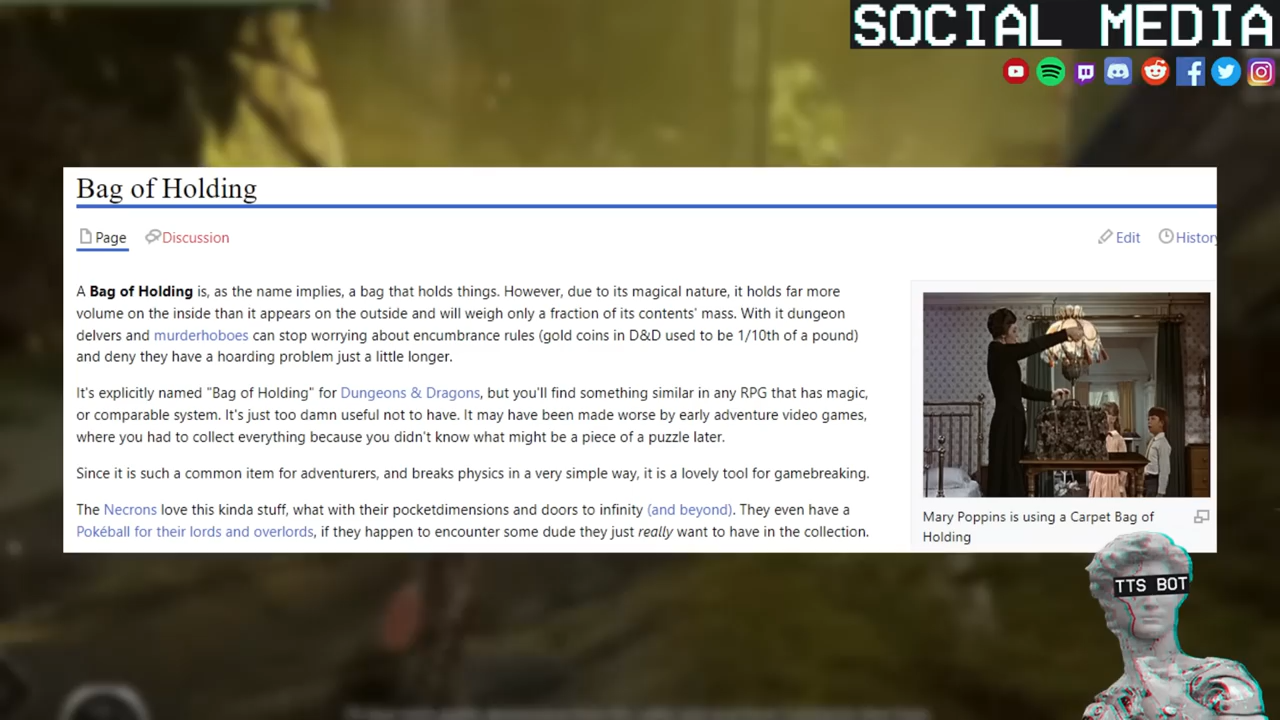 SOCIAL MEDIA
Bag of Holding
Page
Discussion
Edit
History
A Bag of Holding is, as the name implies, a bag that holds things. However, due to its magical nature, it holds far more
volume on the inside than it appears on the outside and will weigh only a fraction of its contents' mass. With it dungeon
delvers and murderhoboes can stop worrying about encumbrance rules (gold coins in D&D used to be 1/10th of a pound)
and deny they have a hoarding problem just a little longer.
It's explicitly named "Bag of Holding" for Dungeons & Dragons, but you'll find something similar in any RPG that has magic,
or comparable system. It's just too damn useful not to have. It may have been made worse by early adventure video games,
where you had to collect everything because you didn't know what might be a piece of a puzzle later.
Since it is such a common item for adventurers, and breaks physics in a very simple way, it is a lovely tool for gamebreaking.
The Necrons love this kinda stuff, what with their pocketdimensions and doors to infinity (and beyond). They even have a
Pokéball for their lords and overlords, if they happen to encounter some dude they just really want to have in the collection.
Mary Poppins is using a Carpet Bag of
Holding
TTS BOT